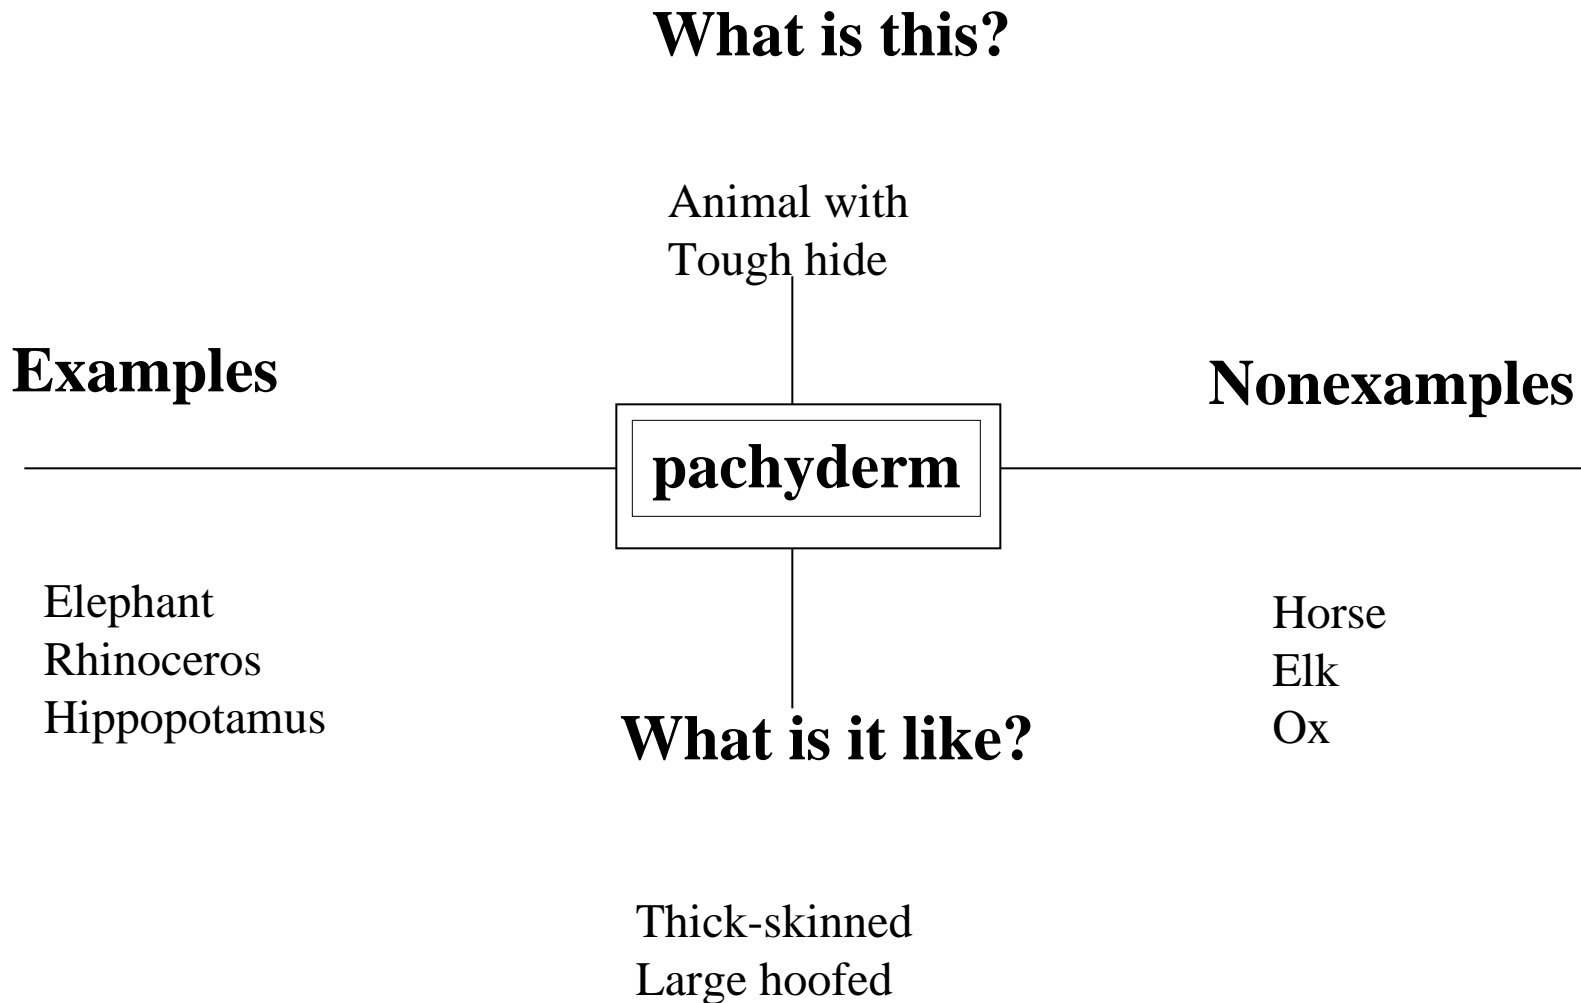 What is this?
Animal with
Tough hide
Examples
Nonexamples
pachyderm
Elephant
Rhinoceros
Hippopotamus
Horse
Elk
Ox
What is it like?
Thick-skinned
Large hoofed